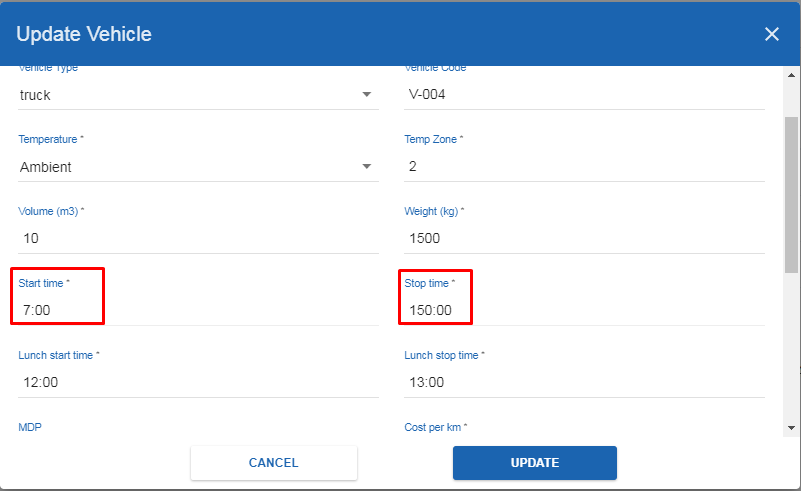 Update Vehicle
Vehicle Type Vehicle Code
truck V-004
Temperature * Temp Zone *
Ambient 2
Volume (m3) * Weight (kg) *
10 1500
Start time * Stop time *
7:00 150:00
Lunch start time * Lunch stop time *
12:00 13:00
MDP Cost per km *
CANCEL UPDATE